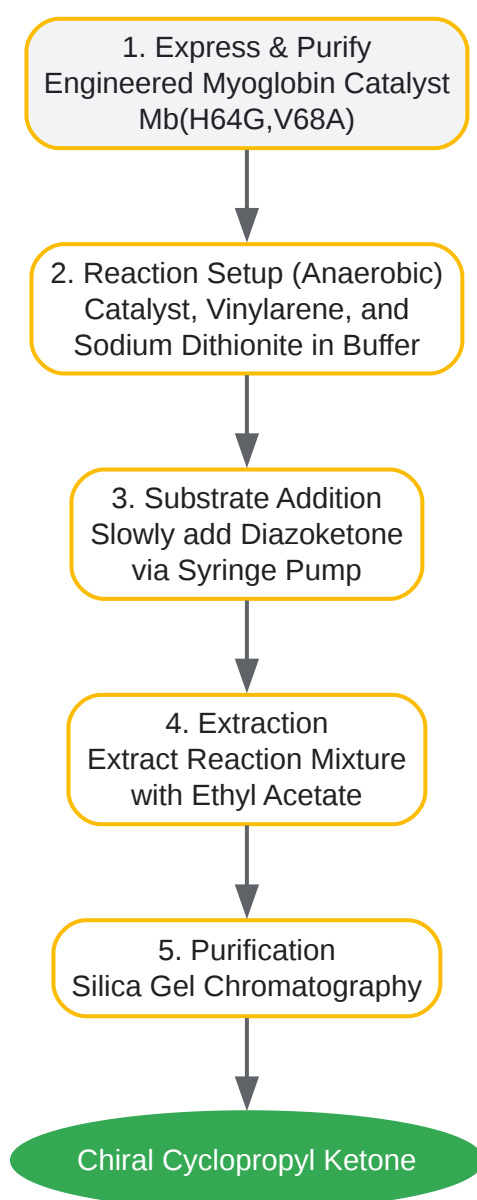 1. Express & Purify
Engineered Myoglobin Catalyst
Mb(H64G,V68A)
2. Reaction Setup (Anaerobic)
Catalyst, Vinylarene, and
Sodium Dithionite in Buffer
3. Substrate Addition
Slowly add Diazoketone
via Syringe Pump
4. Extraction
Extract Reaction Mixture
with Ethyl Acetate
5. Purification
Silica Gel Chromatography
Chiral Cyclopropyl Ketone